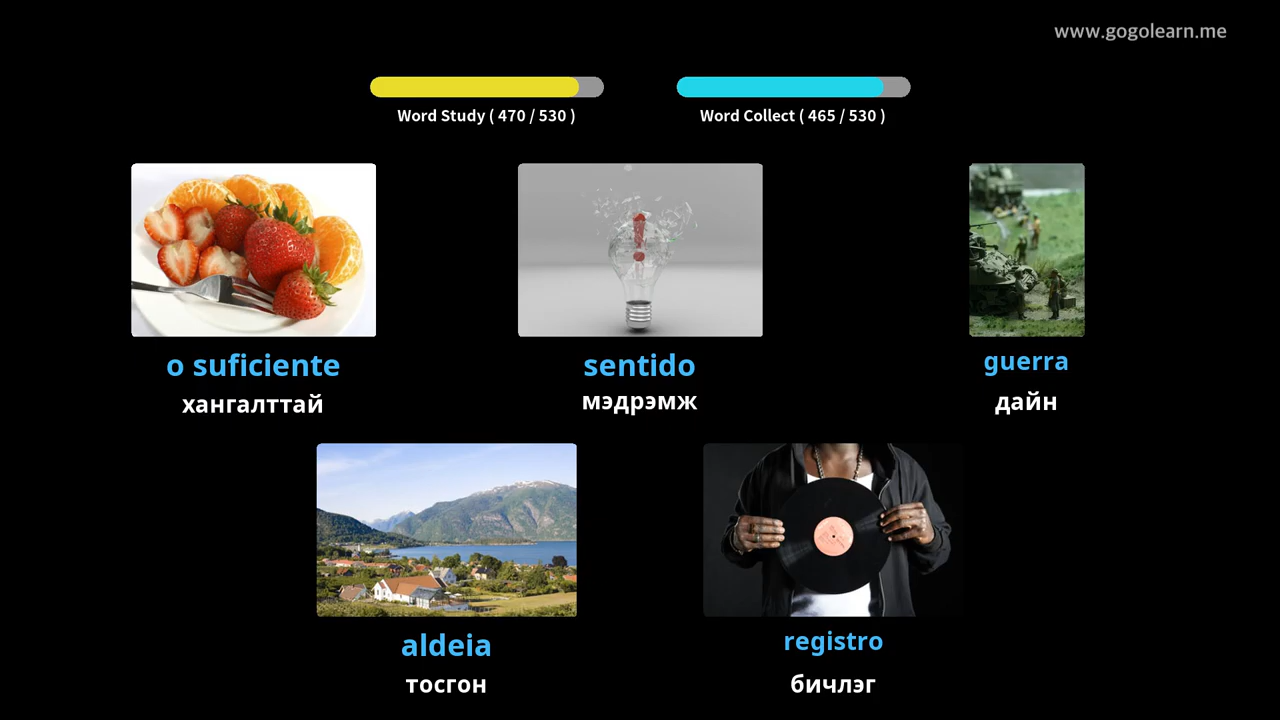 www.gogolearn.me
Word Study ( 470 / 530 )
Word Collect ( 465 / 530 )
o suficiente
хангалттай
sentido
мэдрэмж
guerra
дайн
aldeia
тосгон
registro
бичлэг